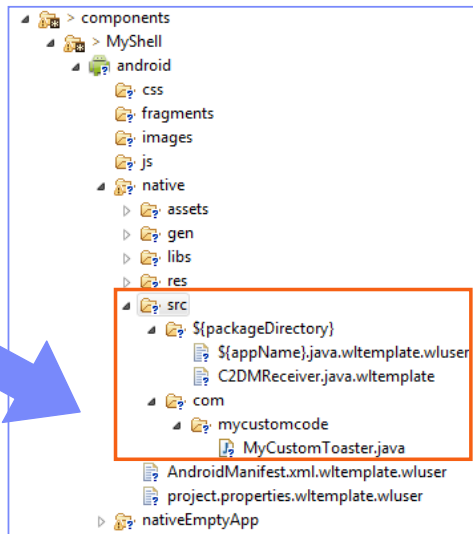 > components
> MyShell
android
css
fragments
images
js
native
assets
gen
libs
res
src
${packageDirectory}
${appName}.java.wltemplate.wluser
C2DMReceiver.java.wltemplate
com
mycustomcode
MyCustomToaster.java
AndroidManifest.xml.wltemplate.wluser
project.properties.wltemplate.wluser
nativeEmptyApp